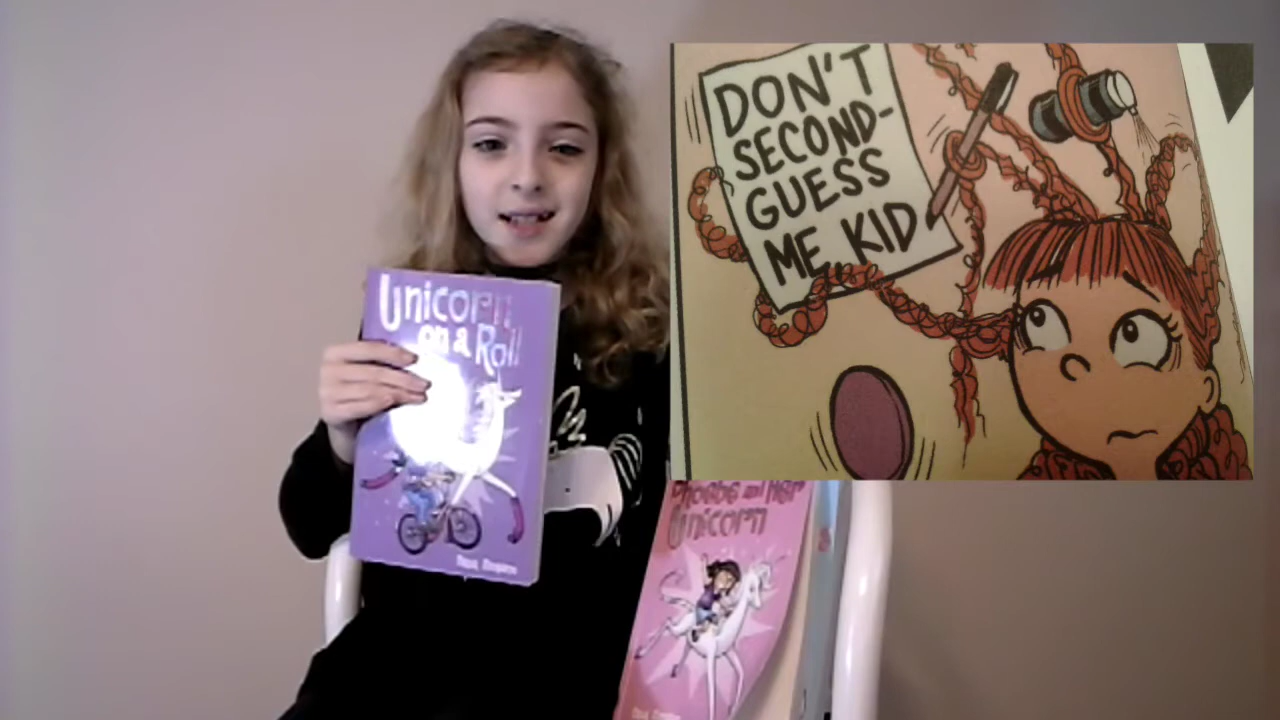 Unicorn
on a Roll
DON'T
SECOND-
GUESS
ME, KID
Phoebe and Her
Unicorn